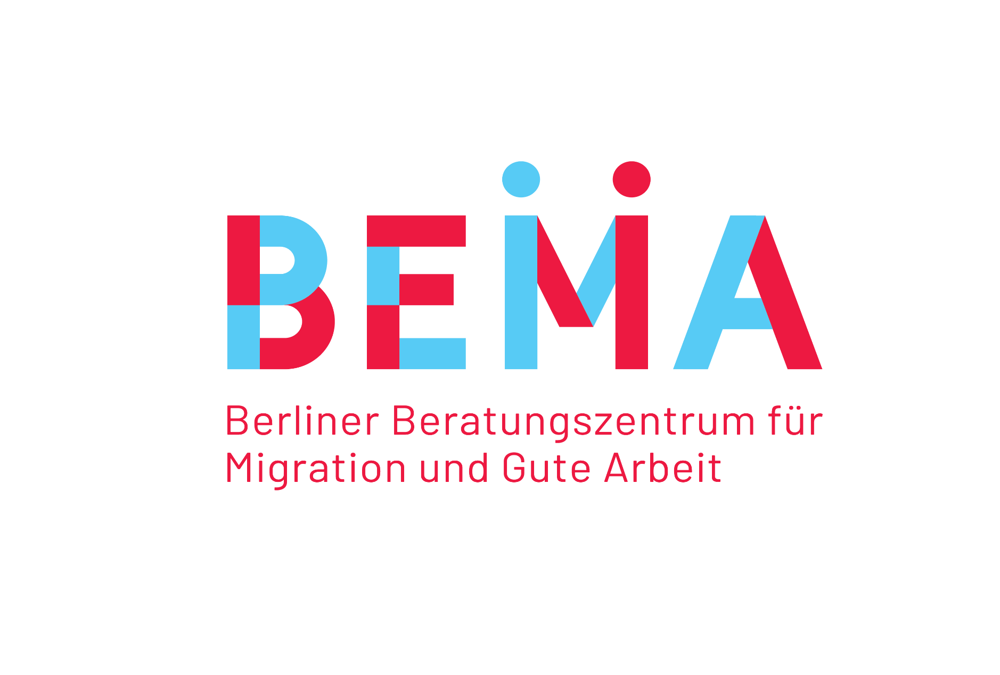 BEMA
Berliner Beratungszentrum für
Migration und Gute Arbeit